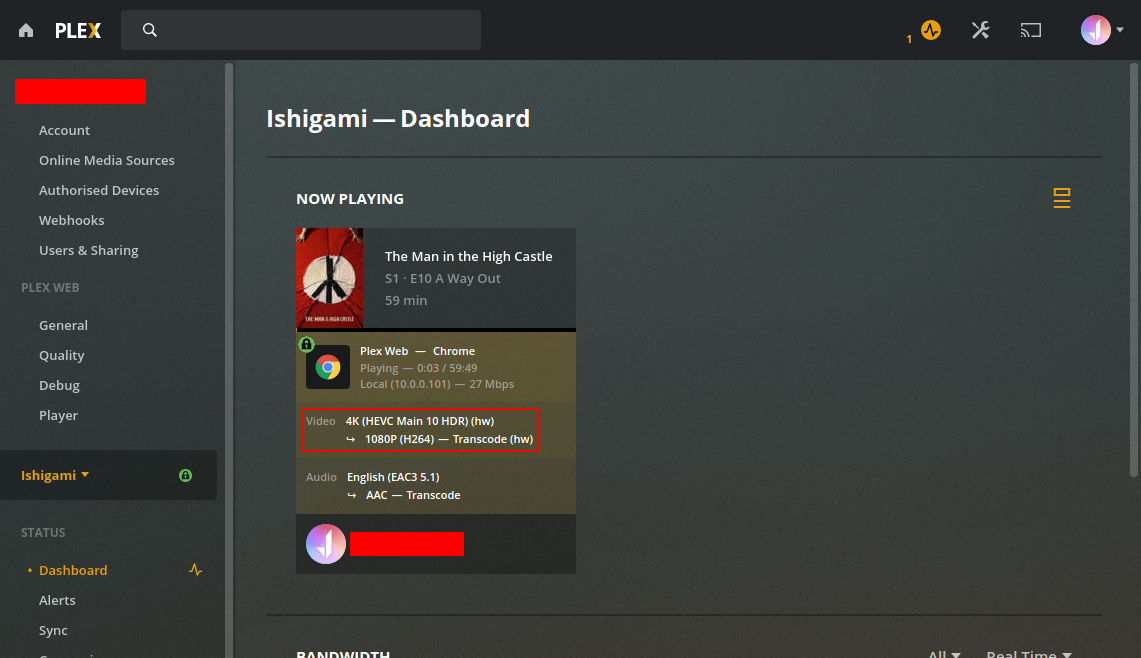 PLEX
1
Account
Online Media Sources
Authorised Devices
Webhooks
Users & Sharing
PLEX WEB
General
Quality
Debug
Player
Ishigami
STATUS
Dashboard
Alerts
Sync
Ishigami — Dashboard
NOW PLAYING
THE MAN IN THE HIGH CASTLE
The Man in the High Castle
S1 · E10 A Way Out
59 min
Plex Web — Chrome
Playing — 0:03 / 59:49
Local (10.0.0.101) — 27 Mbps
Video 4K (HEVC Main 10 HDR) (hw)
↪ 1080P (H264) — Transcode (hw)
Audio English (EAC3 5.1)
↪ AAC — Transcode
BANDWIDTH
All
Real Time